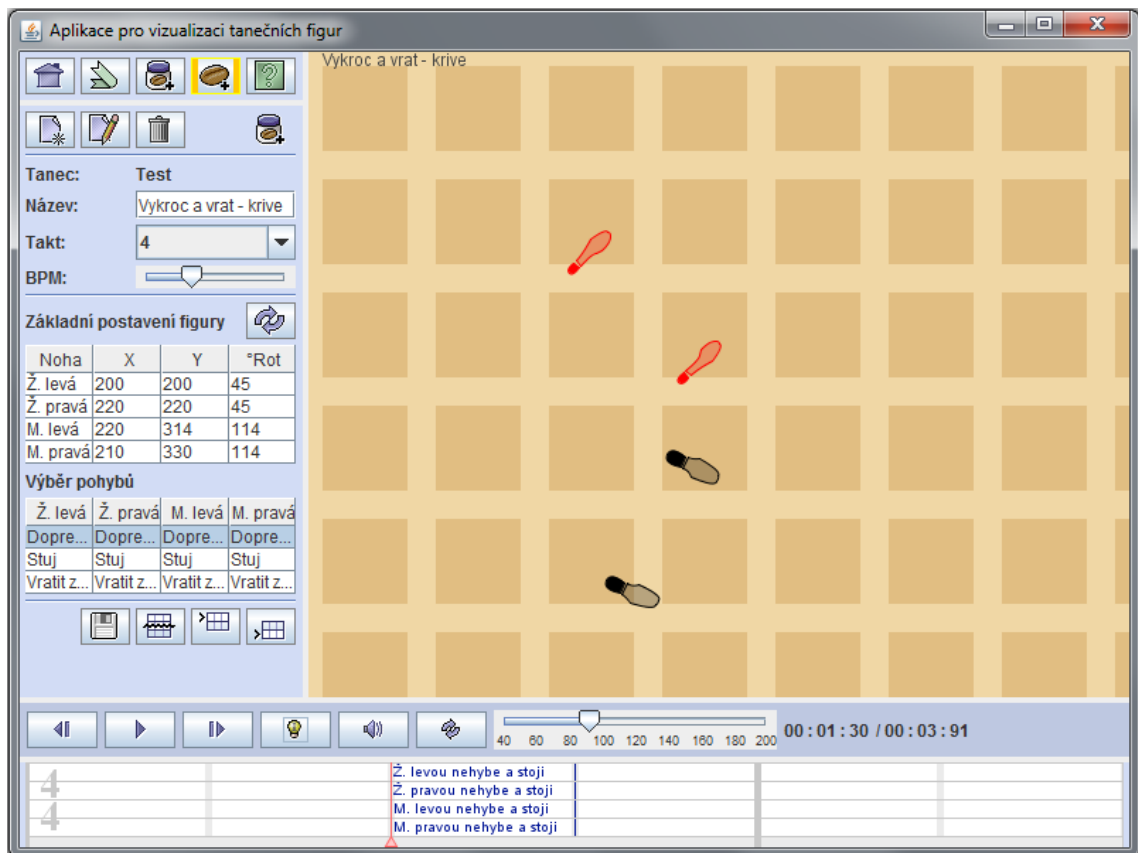 Aplikace pro vizualizaci tanečních figur
Vykroc a vrat - krive
Tanec: Test
Název: Vykroc a vrat - krive
Takt: 4
BPM:
Základní postavení figury
Noha X Y °Rot
Ž. levá 200 200 45
Ž. pravá 220 220 45
M. levá 220 314 114
M. pravá 210 330 114
Výběr pohybů
Ž. levá Ž. pravá M. levá M. pravá
Dopre... Dopre... Dopre... Dopre...
Stuj Stuj Stuj Stuj
Vratit z... Vratit z... Vratit z... Vratit z...
40 60 80 100 120 140 160 180 200
00 : 01 : 30 / 00 : 03 : 91
4
4
Ž. levou nehybe a stoji
Ž. pravou nehybe a stoji
M. levou nehybe a stoji
M. pravou nehybe a stoji